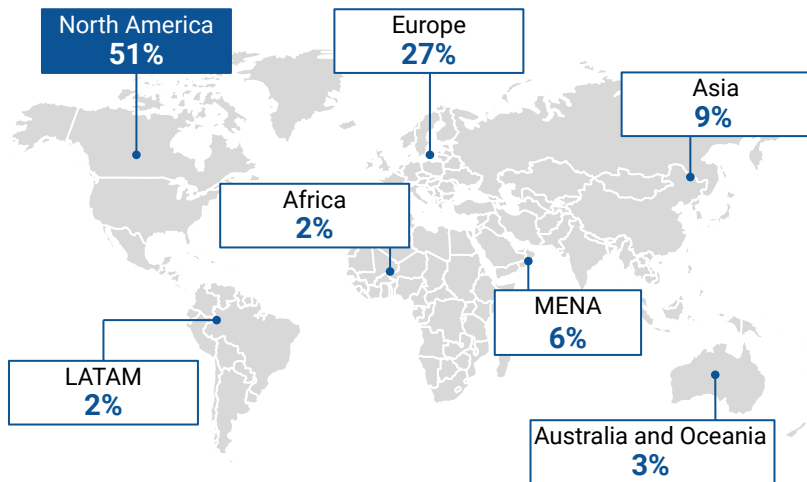 North America
51%
Europe
27%
Asia
9%
Africa
2%
MENA
6%
LATAM
2%
Australia and Oceania
3%